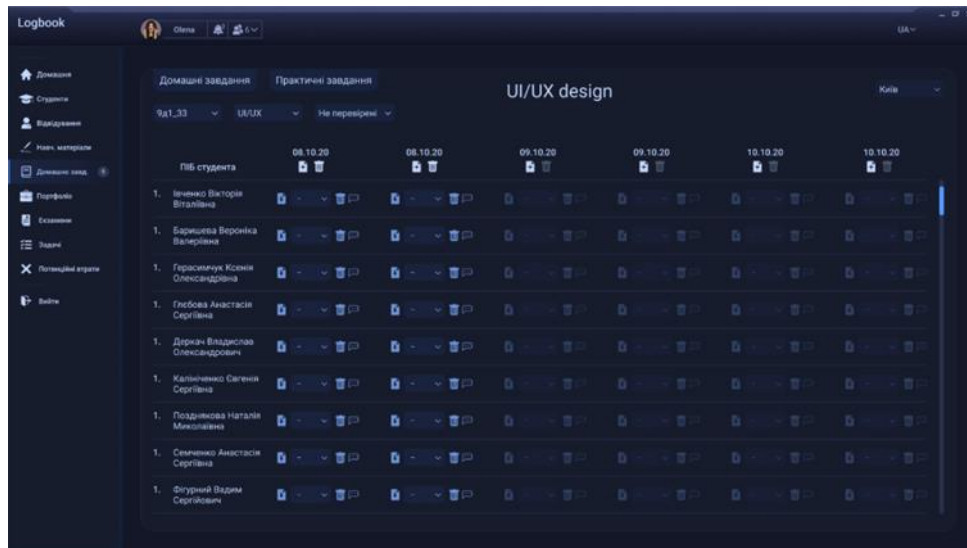 Logbook
Olena
6
UA
Домашня
Студенти
Відвідування
Навч. матеріали
Домашнє завд.
Портфоліо
Екзамени
Задачі
Потенційні втрати
Вийти
Домашні завдання Практичні завдання
UI/UX design
Київ
9д1_33 UI/UX Не перевірені
ПІБ студента 08.10.20 08.10.20 09.10.20 09.10.20 10.10.20 10.10.20
1. Івченко Вікторія
Віталіївна
1. Баришева Вероніка
Валеріївна
1. Герасимчук Ксенія
Олександрівна
1. Глєбова Анастасія
Сергіївна
1. Деркач Владислав
Олександрович
1. Калініченко Євгенія
Сергіївна
1. Позднякова Наталія
Миколаївна
1. Семченко Анастасія
Сергіївна
1. Фігурний Вадим
Сергійович